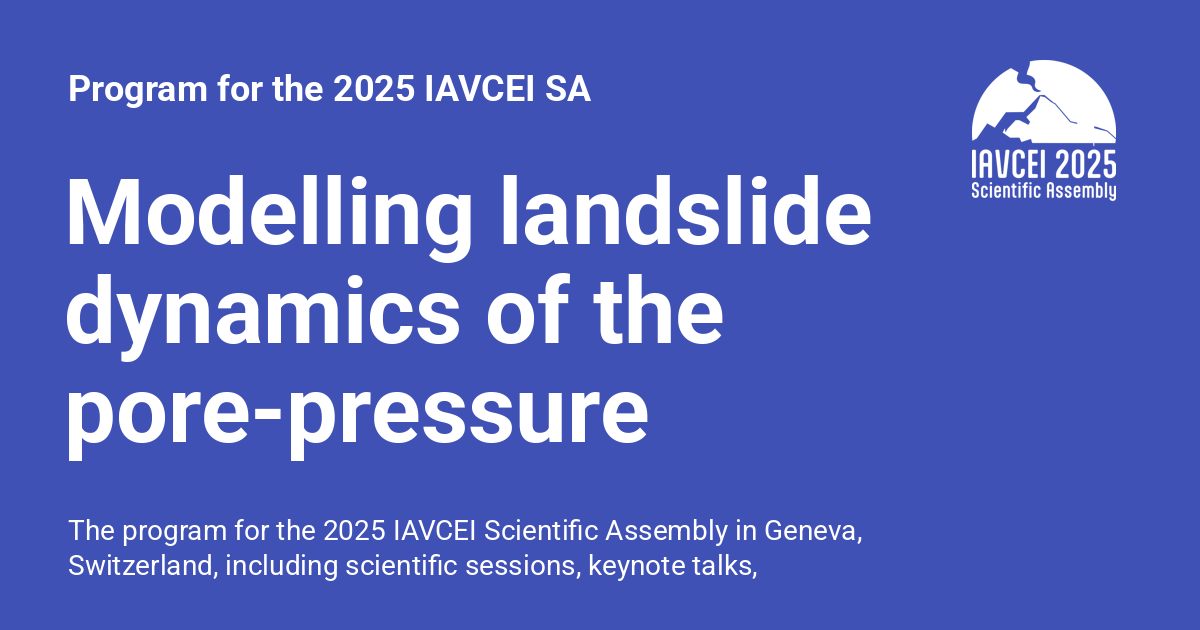 Program for the 2025 IAVCEI SA
IAVCEI 2025
Scientific Assembly
Modelling landslide
dynamics of the
pore-pressure
The program for the 2025 IAVCEI Scientific Assembly in Geneva,
Switzerland, including scientific sessions, keynote talks,